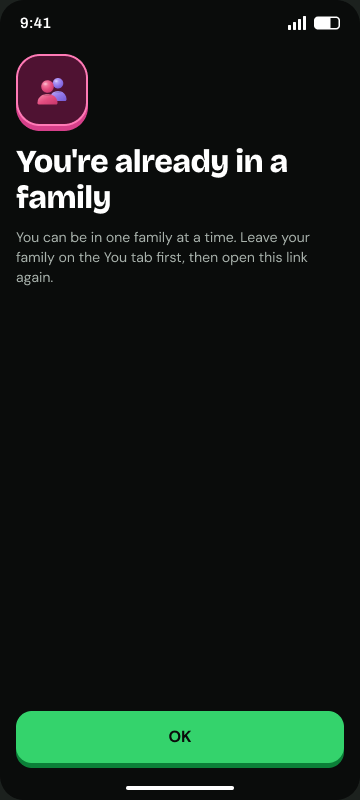 9:41
You're already in a
family
You can be in one family at a time. Leave your
family on the You tab first, then open this link
again.
OK